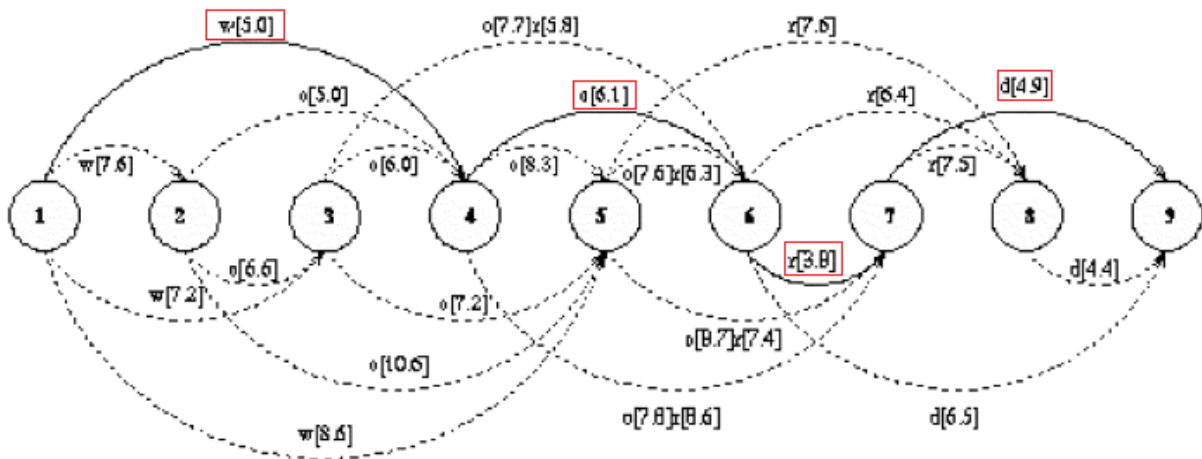 w[5.0]
o[7.7]r[5.8]
r[7.6]
o[5.0]
o[6.1]
r[6.4]
d[4.9]
w[7.6]
o[6.0]
o[8.3]
o[7.6]r[6.3]
r[7.5]
1 2 3 4 5 6 7 8 9
o[6.6]
w[7.2]
o[7.2]
r[3.8]
d[4.4]
o[10.6]
o[8.7]r[7.4]
w[8.6]
o[7.8]r[8.6]
d[6.5]